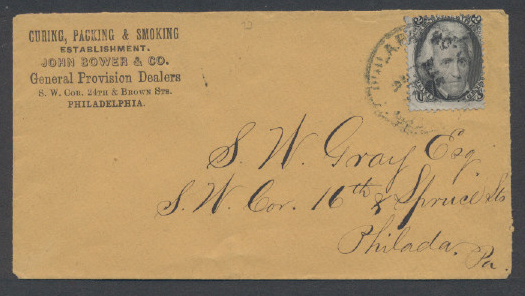 CURING, PACKING & SMOKING
ESTABLISHMENT.
JOHN BOWER & CO.
General Provision Dealers
S. W. COR. 24TH & BROWN STS.
PHILADELPHIA.
S. W. Gray Esq
S. W. Cor. 16th & Spruce Sts
Philada.
Pa.